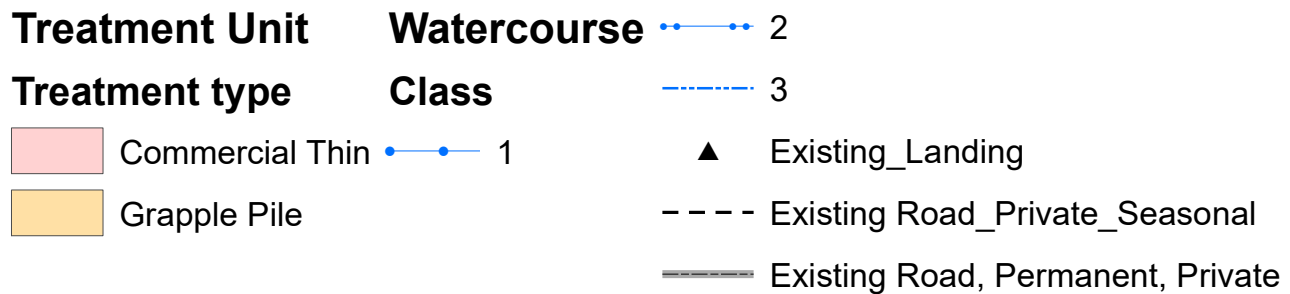 Treatment Unit
Treatment type
Commercial Thin
Grapple Pile
Watercourse
Class
1
2
3
Existing_Landing
Existing Road_Private_Seasonal
Existing Road, Permanent, Private